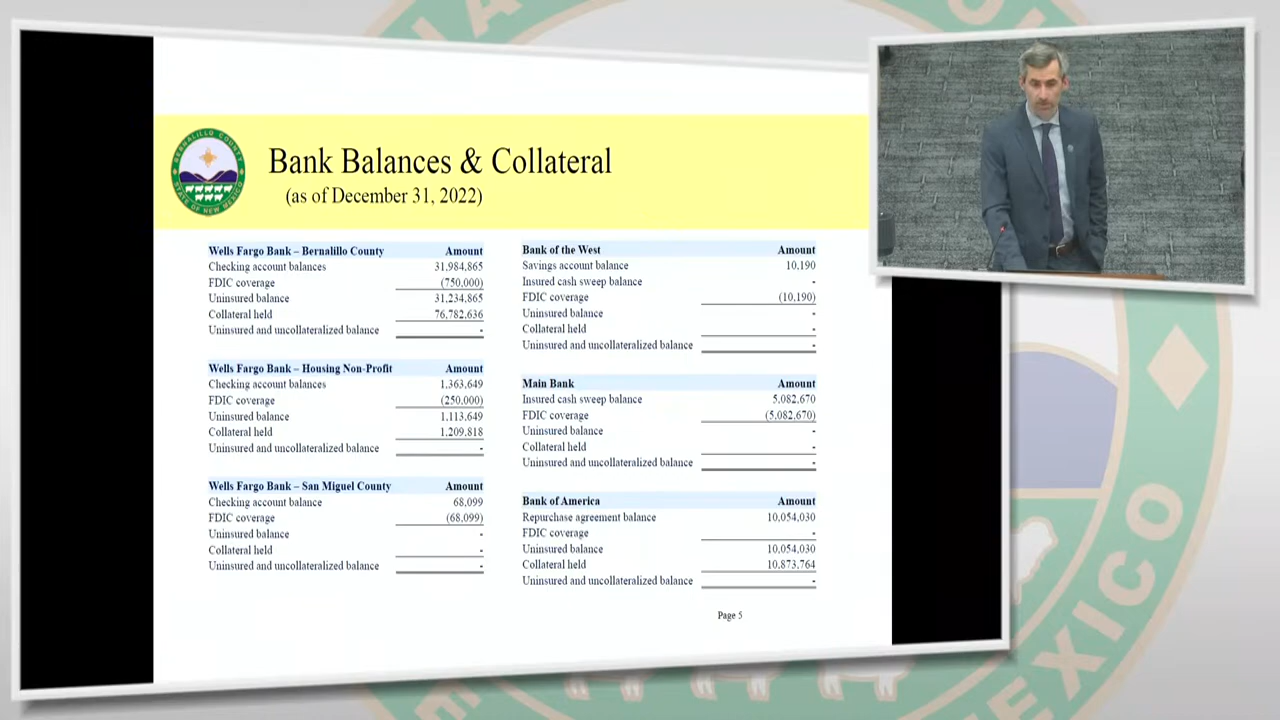 Bank Balances & Collateral
(as of December 31, 2022)
BERNALILLO COUNTY
STATE OF NEW MEXICO
Wells Fargo Bank – Bernalillo County Amount
Checking account balances 31,984,865
FDIC coverage (750,000)
Uninsured balance 31,234,865
Collateral held 76,782,636
Uninsured and uncollateralized balance -
Wells Fargo Bank – Housing Non-Profit Amount
Checking account balances 1,363,649
FDIC coverage (250,000)
Uninsured balance 1,113,649
Collateral held 1,209,818
Uninsured and uncollateralized balance -
Wells Fargo Bank – San Miguel County Amount
Checking account balance 68,099
FDIC coverage (68,099)
Uninsured balance -
Collateral held -
Uninsured and uncollateralized balance -
Bank of the West Amount
Savings account balance 10,190
Insured cash sweep balance -
FDIC coverage (10,190)
Uninsured balance -
Collateral held -
Uninsured and uncollateralized balance -
Main Bank Amount
Insured cash sweep balance 5,082,670
FDIC coverage (5,082,670)
Uninsured balance -
Collateral held -
Uninsured and uncollateralized balance -
Bank of America Amount
Repurchase agreement balance 10,054,030
FDIC coverage -
Uninsured balance 10,054,030
Collateral held 10,873,764
Uninsured and uncollateralized balance -
Page 5
MEXICO